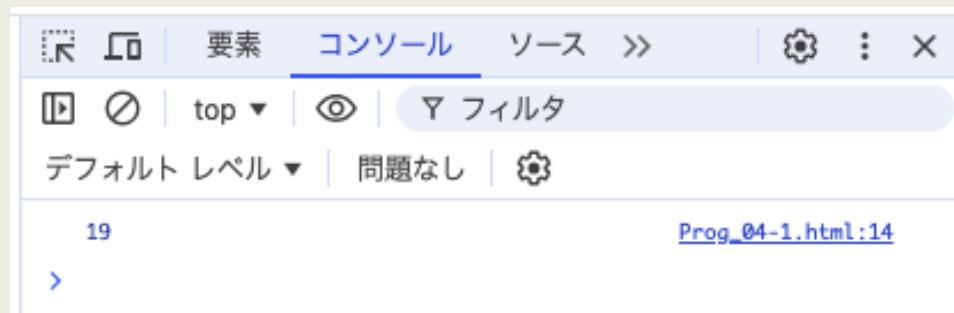 要素 コンソール ソース
top フィルタ
デフォルト レベル 問題なし
19 Prog_04-1.html:14